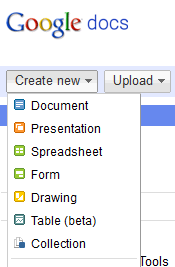 Google docs
Create new Upload
Document
Presentation
Spreadsheet
Form
Drawing
Table (beta)
Collection
Tools